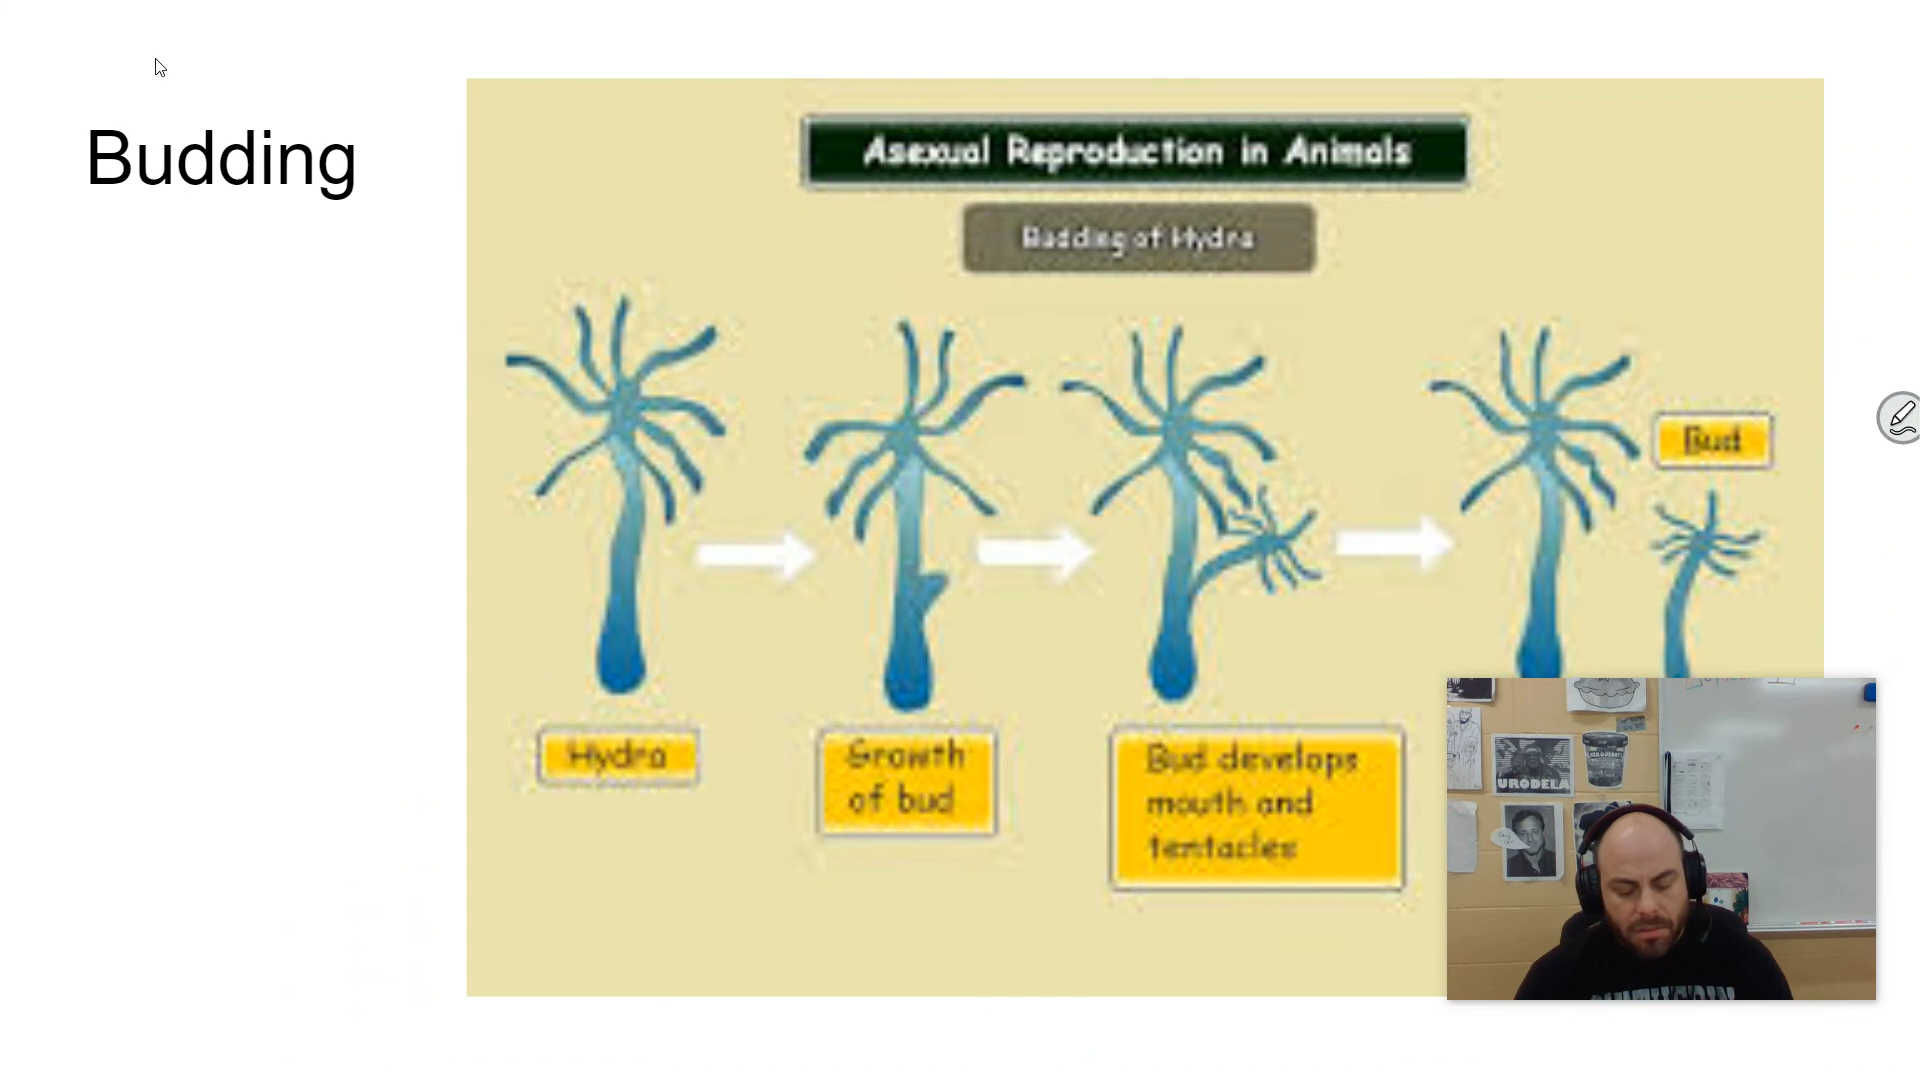 Budding
Asexual Reproduction in Animals
Budding of Hydra
Bud
Hydra
Growth
of bud
Bud develops
mouth and
tentacles
URODELA